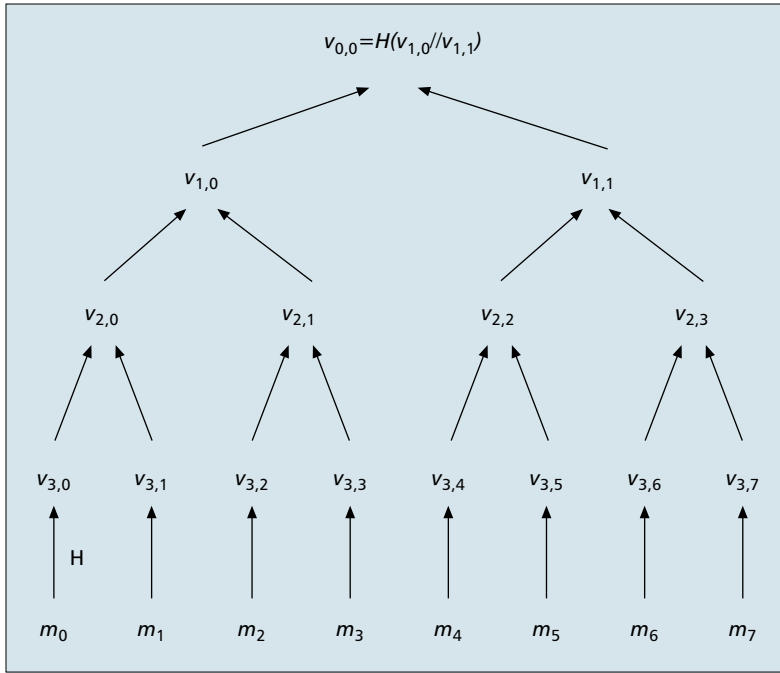 v0,0=H(v1,0//v1,1)
v1,0 v1,1
v2,0 v2,1 v2,2 v2,3
v3,0 v3,1 v3,2 v3,3 v3,4 v3,5 v3,6 v3,7
H
m0 m1 m2 m3 m4 m5 m6 m7